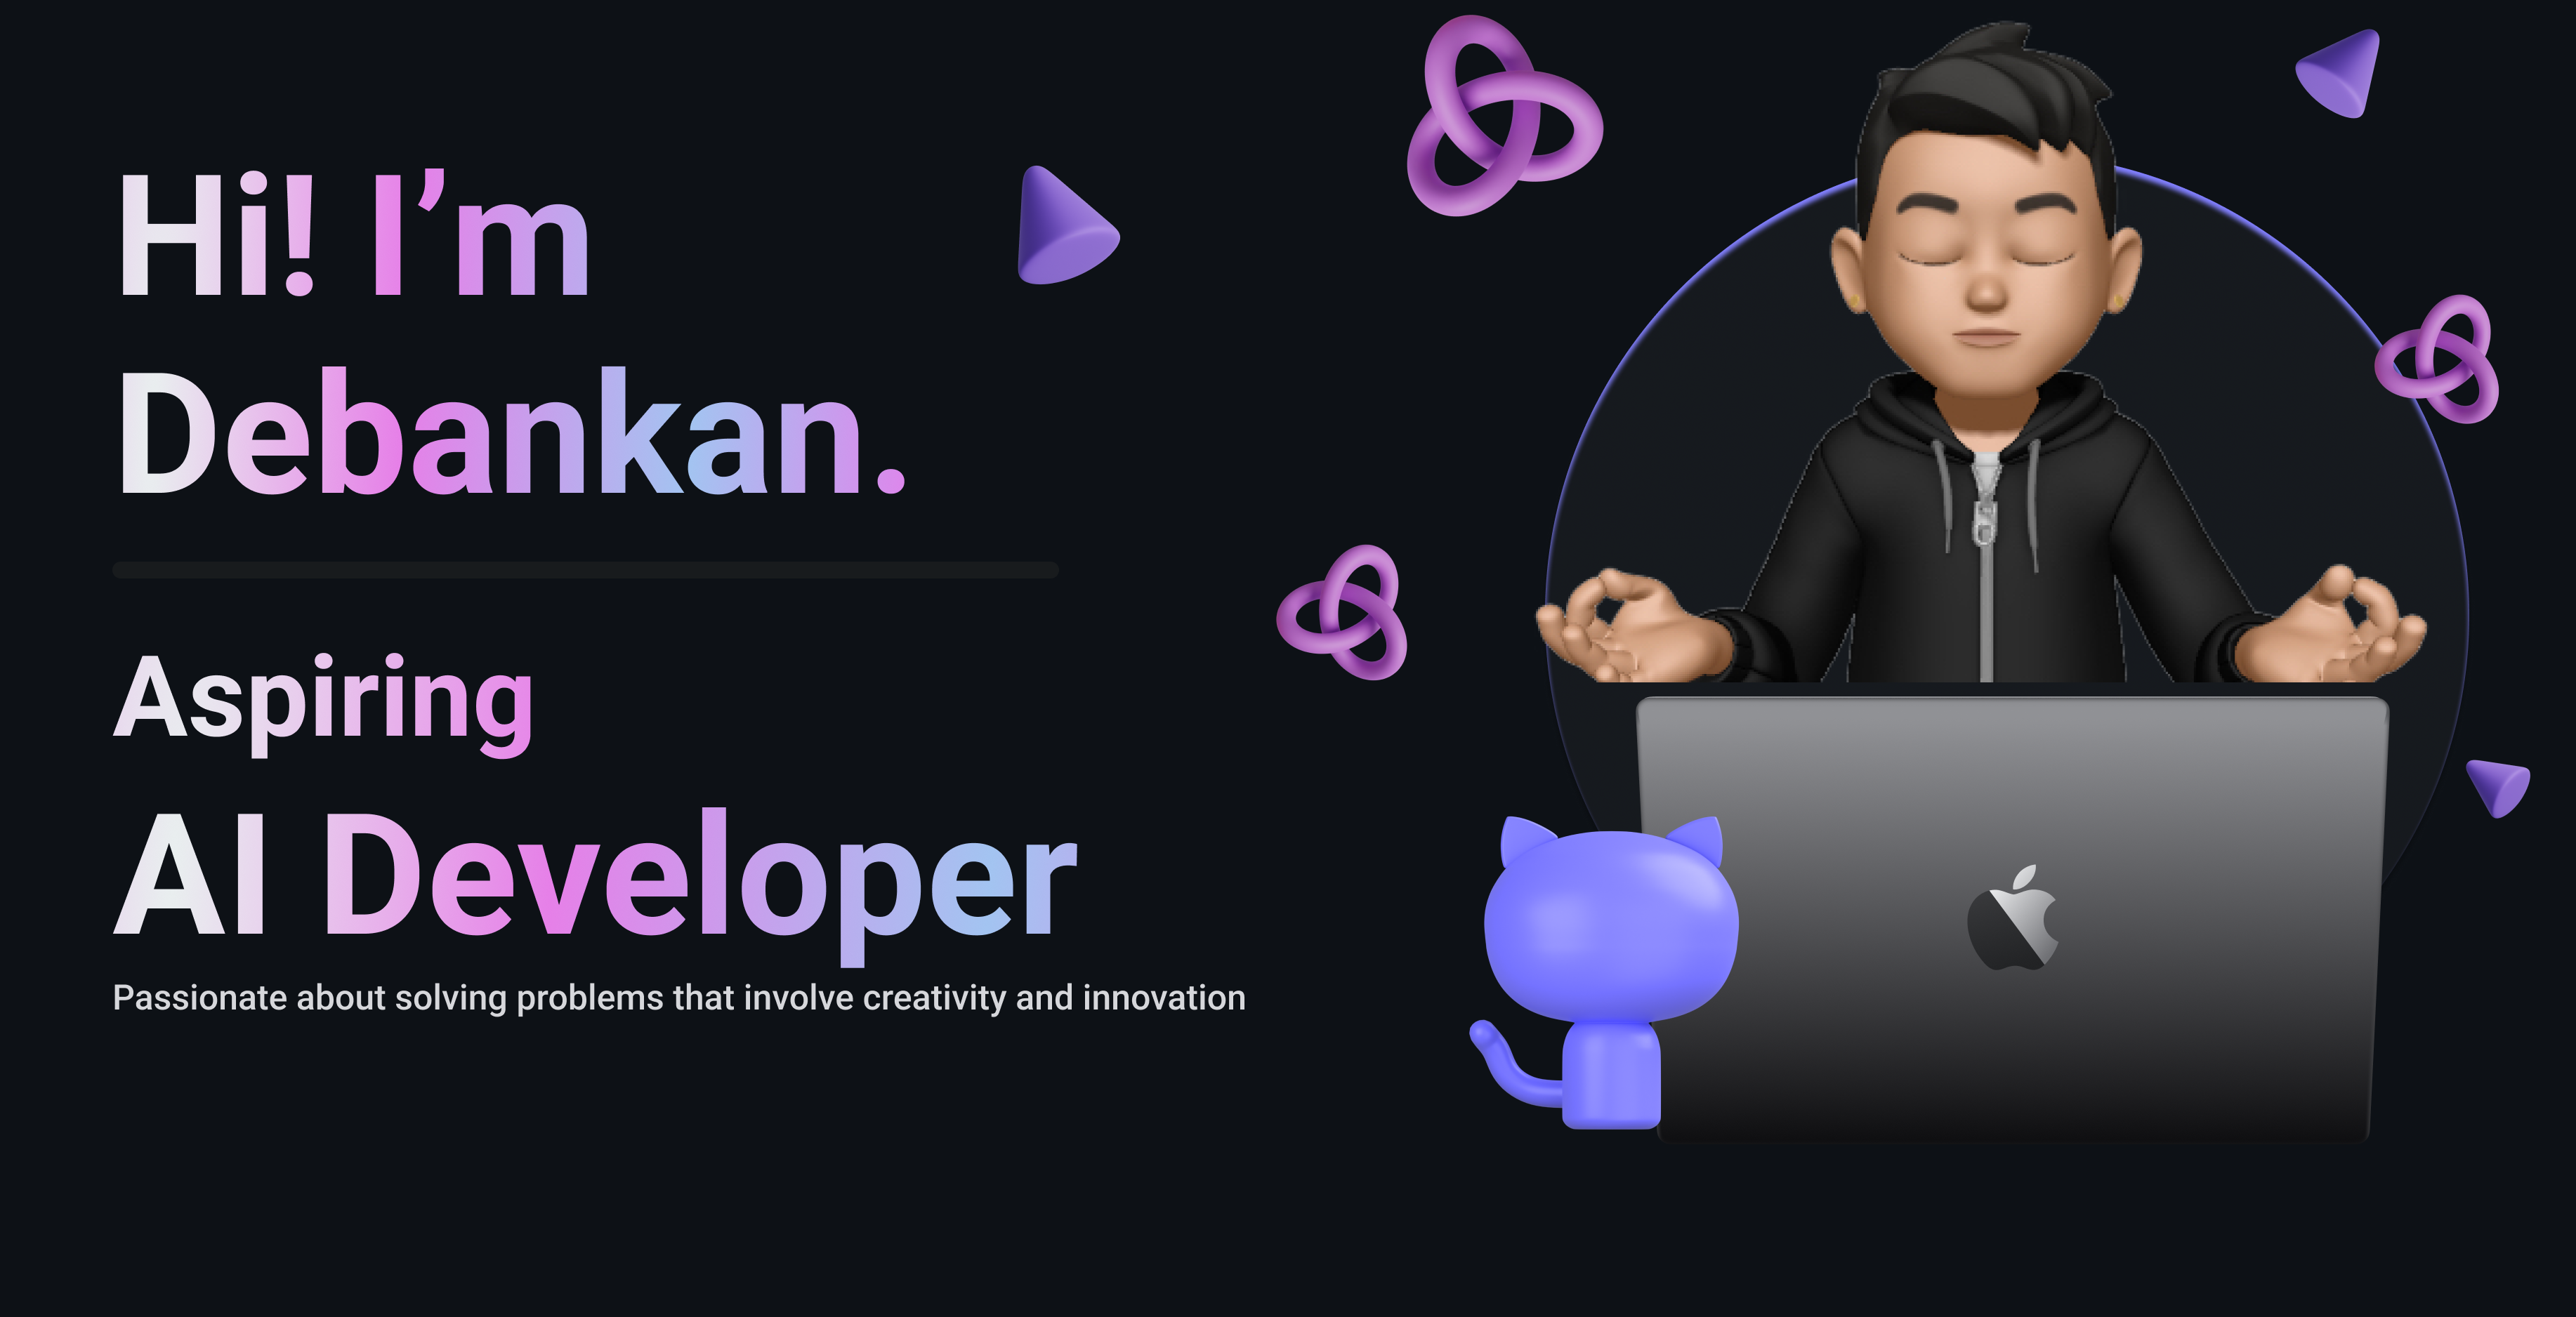 Hi! I’m
Debankan.
Aspiring
AI Developer
Passionate about solving problems that involve creativity and innovation